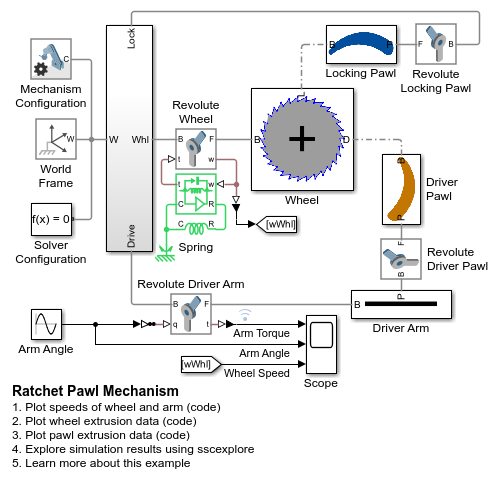 Lock
B
F
Locking Pawl
B
F
Revolute
Locking Pawl
C
Mechanism
Configuration
W
World
Frame
f(x) = 0
Solver
Configuration
W
Whl
Drive
Revolute
Wheel
B
F
t
w
t
w
C
R
C
R
Spring
[wWhl]
B
L
D
Wheel
B
P
Driver
Pawl
F
B
Revolute
Driver Pawl
P
B
Driver Arm
Revolute Driver Arm
B
F
q
t
Arm Angle
Arm Torque
Arm Angle
[wWhl]
Wheel Speed
Scope
Ratchet Pawl Mechanism
1. Plot speeds of wheel and arm (code)
2. Plot wheel extrusion data (code)
3. Plot pawl extrusion data (code)
4. Explore simulation results using sscexplore
5. Learn more about this example